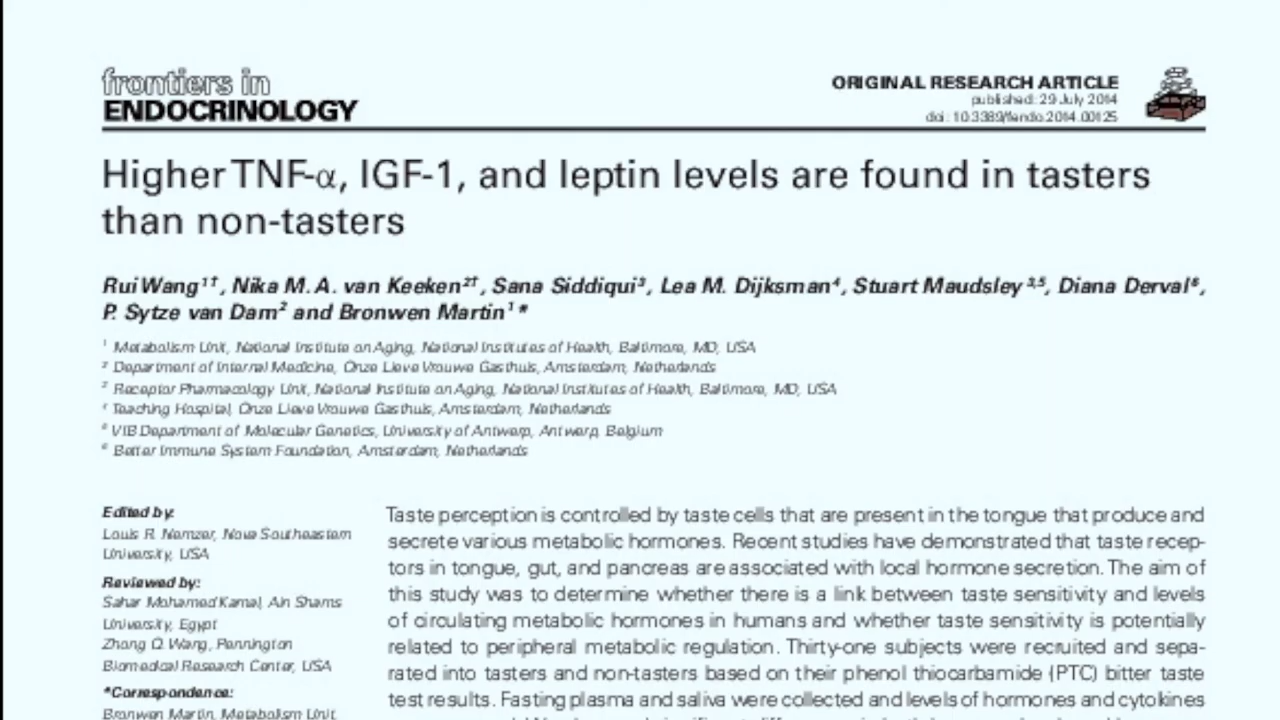 frontiers in
ENDOCRINOLOGY
ORIGINAL RESEARCH ARTICLE
published: 29 July 2014
doi: 10.3389/fendo.2014.00125
Higher TNF-α, IGF-1, and leptin levels are found in tasters
than non-tasters
Rui Wang¹†, Nika M. A. van Keeken²†, Sana Siddiqui³, Lea M. Dijksman⁴, Stuart Maudsley³,⁵, Diana Derval⁶,
P. Sytze van Dam² and Bronwen Martin¹*
¹ Metabolism Unit, National Institute on Aging, National Institutes of Health, Baltimore, MD, USA
² Department of Internal Medicine, Onze Lieve Vrouwe Gasthuis, Amsterdam, Netherlands
³ Receptor Pharmacology Unit, National Institute on Aging, National Institutes of Health, Baltimore, MD, USA
⁴ Teaching Hospital, Onze Lieve Vrouwe Gasthuis, Amsterdam, Netherlands
⁵ VIB Department of Molecular Genetics, University of Antwerp, Antwerp, Belgium
⁶ Better Immune System Foundation, Amsterdam, Netherlands
Edited by:
Louis R. Nemzer, Nova Southeastern
University, USA
Reviewed by:
Sahar Mohamed Kamal, Ain Shams
University, Egypt
Zhong Q. Wang, Pennington
Biomedical Research Center, USA
*Correspondence:
Bronwen Martin, Metabolism Unit,
Taste perception is controlled by taste cells that are present in the tongue that produce and
secrete various metabolic hormones. Recent studies have demonstrated that taste recep-
tors in tongue, gut, and pancreas are associated with local hormone secretion. The aim of
this study was to determine whether there is a link between taste sensitivity and levels
of circulating metabolic hormones in humans and whether taste sensitivity is potentially
related to peripheral metabolic regulation. Thirty-one subjects were recruited and sepa-
rated into tasters and non-tasters based on their phenol thiocarbamide (PTC) bitter taste
test results. Fasting plasma and saliva were collected and levels of hormones and cytokines